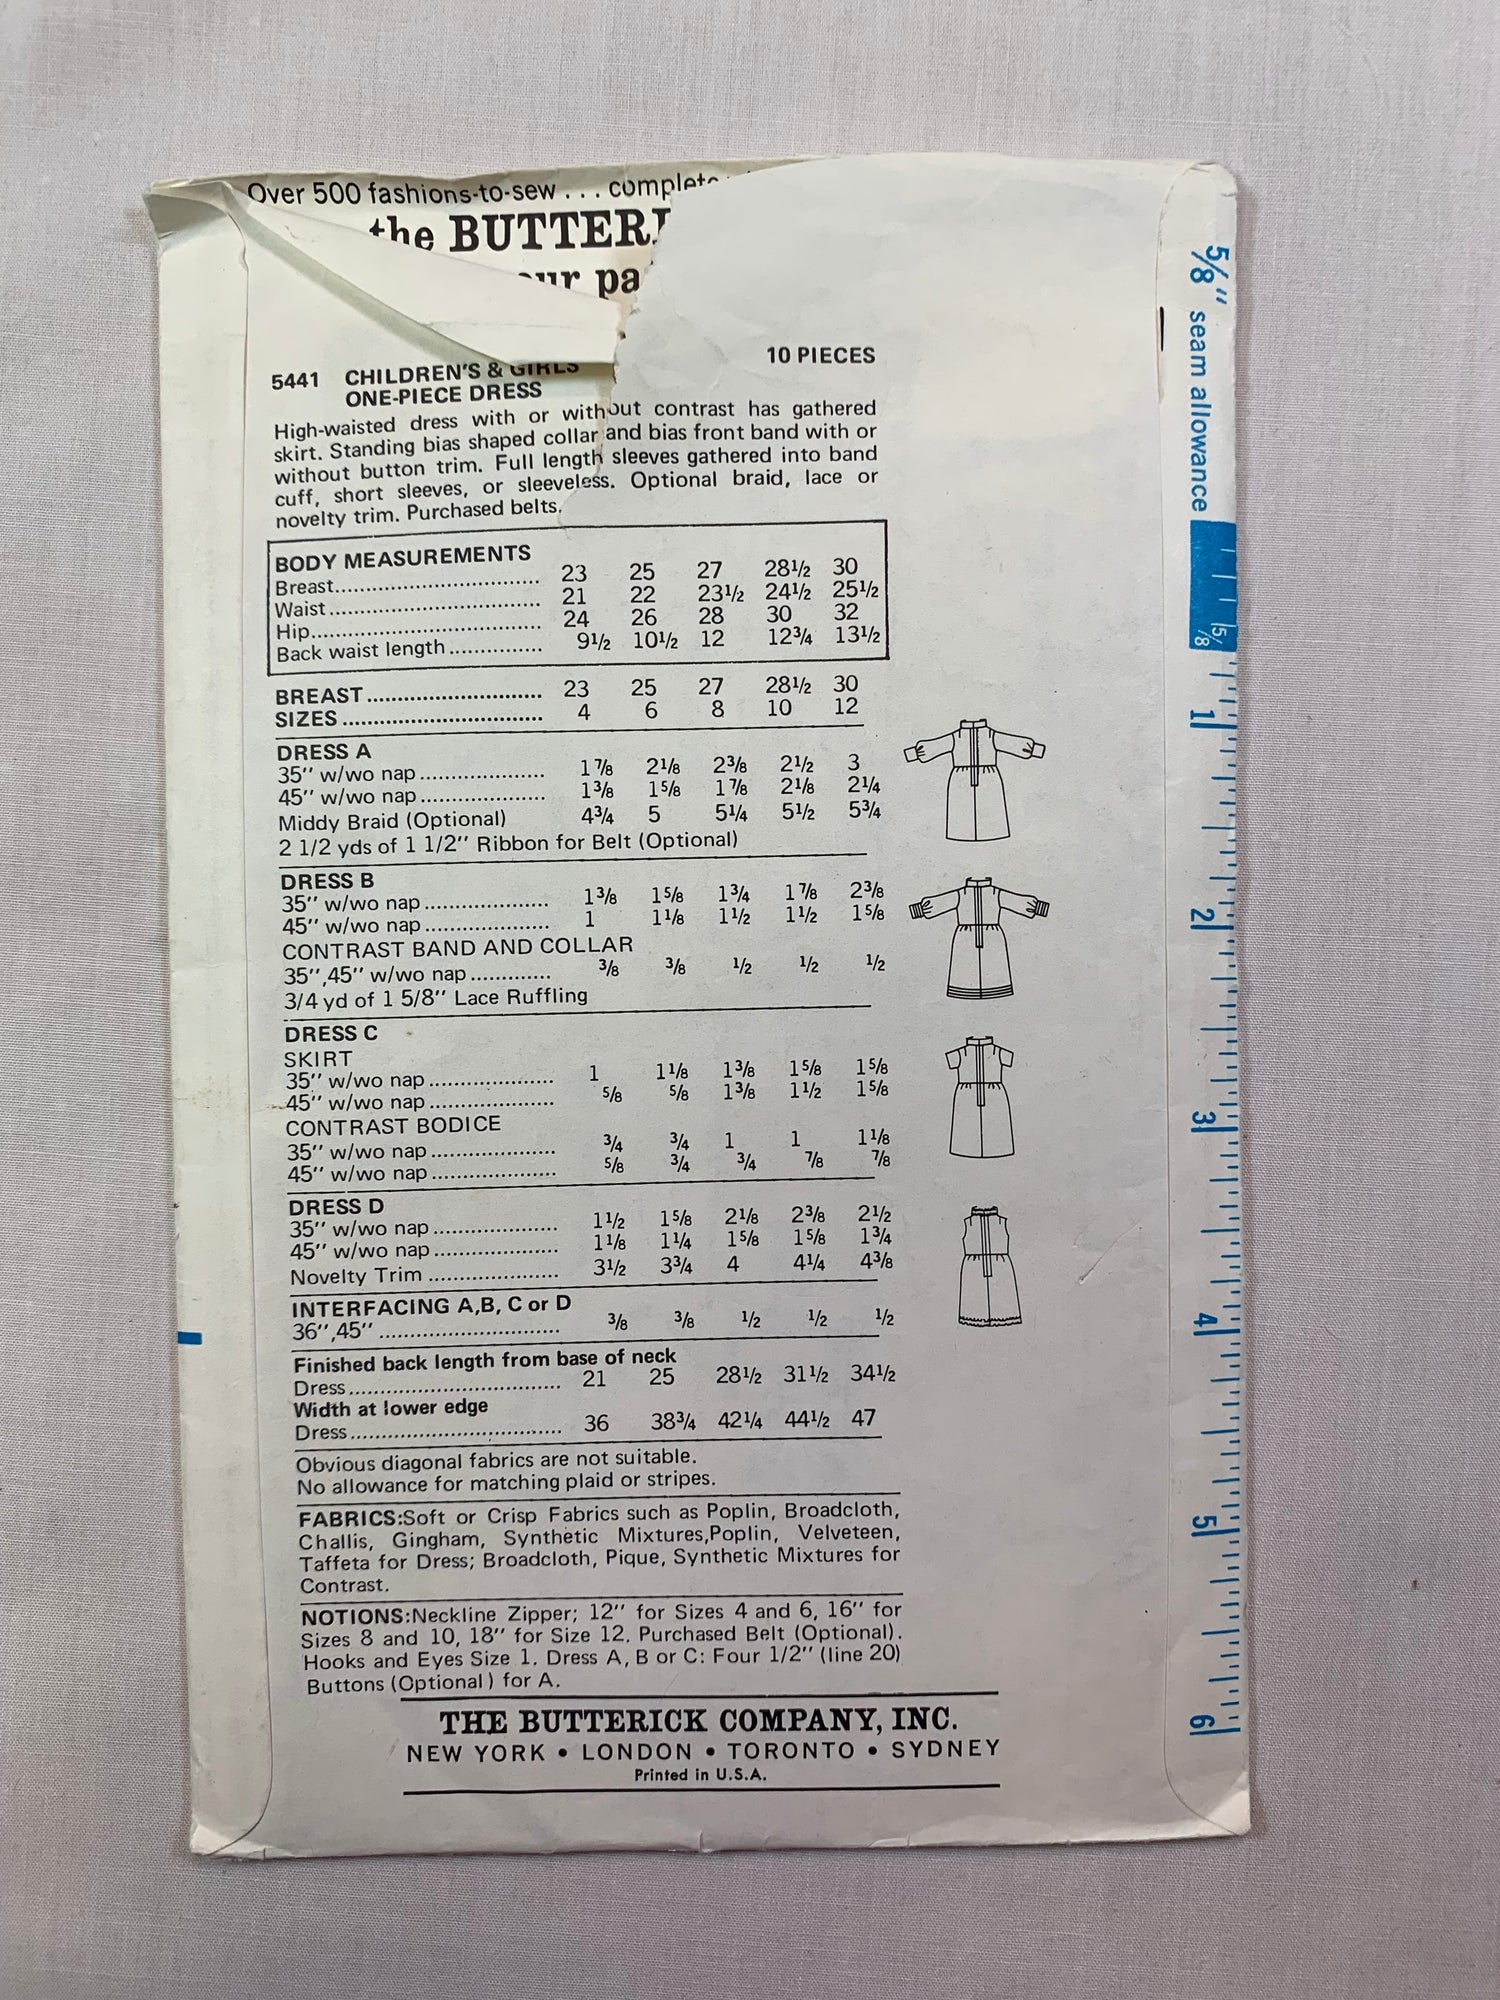 Over 500 fashions-to-sew . . . complete
the BUTTERI
our pa
10 PIECES
5441 CHILDREN'S & GIRLS
ONE-PIECE DRESS
High-waisted dress with or without contrast has gathered
skirt. Standing bias shaped collar and bias front band with or
without button trim. Full length sleeves gathered into band
cuff, short sleeves, or sleeveless. Optional braid, lace or
novelty trim. Purchased belts.
BODY MEASUREMENTS
Breast 23 25 27 28½ 30
Waist 21 22 23½ 24½ 25½
Hip 24 26 28 30 32
Back waist length 9½ 10½ 12 12¾ 13½
BREAST 23 25 27 28½ 30
SIZES 4 6 8 10 12
DRESS A
35" w/wo nap 1⅞ 2⅛ 2⅜ 2½ 3
45" w/wo nap 1⅜ 1⅝ 1⅞ 2⅛ 2¼
Middy Braid (Optional) 4¾ 5 5¼ 5½ 5¾
2 1/2 yds of 1 1/2" Ribbon for Belt (Optional)
DRESS B
35" w/wo nap 1⅜ 1⅝ 1¾ 1⅞ 2⅜
45" w/wo nap 1 1⅛ 1½ 1½ 1⅝
CONTRAST BAND AND COLLAR
35",45" w/wo nap ⅜ ⅜ ½ ½ ½
3/4 yd of 1 5/8" Lace Ruffling
DRESS C
SKIRT
35" w/wo nap 1 1⅛ 1⅜ 1⅝ 1⅝
45" w/wo nap ⅝ ⅝ 1⅜ 1½ 1⅝
CONTRAST BODICE
35" w/wo nap ¾ ¾ 1 1 1⅛
45" w/wo nap ⅝ ¾ ¾ ⅞ ⅞
DRESS D
35" w/wo nap 1½ 1⅝ 2⅛ 2⅜ 2½
45" w/wo nap 1⅛ 1¼ 1⅝ 1⅝ 1¾
Novelty Trim 3½ 3¾ 4 4¼ 4⅜
INTERFACING A,B, C or D
36",45" ⅜ ⅜ ½ ½ ½
Finished back length from base of neck
Dress 21 25 28½ 31½ 34½
Width at lower edge
Dress 36 38¾ 42¼ 44½ 47
Obvious diagonal fabrics are not suitable.
No allowance for matching plaid or stripes.
FABRICS:Soft or Crisp Fabrics such as Poplin, Broadcloth,
Challis, Gingham, Synthetic Mixtures,Poplin, Velveteen,
Taffeta for Dress; Broadcloth, Pique, Synthetic Mixtures for
Contrast.
NOTIONS:Neckline Zipper; 12" for Sizes 4 and 6, 16" for
Sizes 8 and 10, 18" for Size 12. Purchased Belt (Optional).
Hooks and Eyes Size 1. Dress A, B or C: Four 1/2" (line 20)
Buttons (Optional) for A.
THE BUTTERICK COMPANY, INC.
NEW YORK • LONDON • TORONTO • SYDNEY
Printed in U.S.A.
5/8" seam allowance
5/8
1
2
3
4
5
6